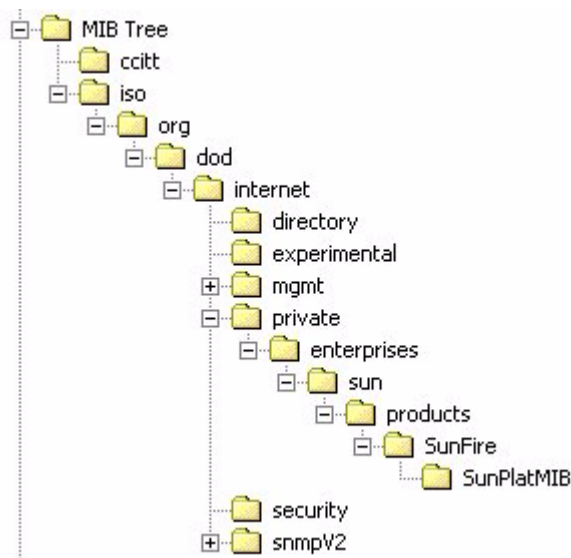 MIB Tree
ccitt
iso
org
dod
internet
directory
experimental
mgmt
private
enterprises
sun
products
SunFire
SunPlatMIB
security
snmpV2